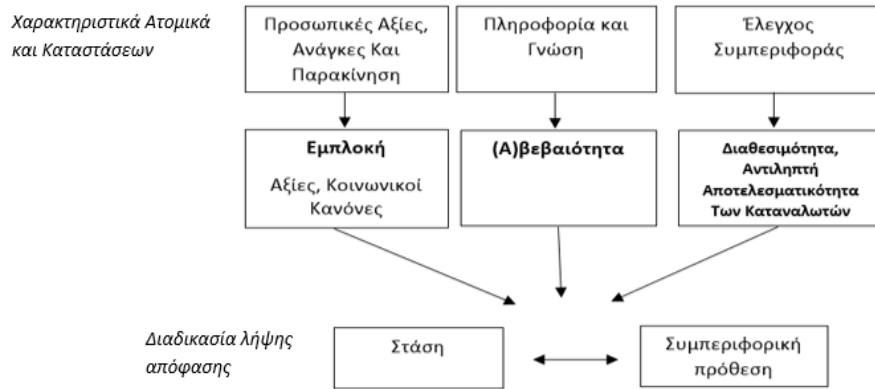 Χαρακτηριστικά Ατομικά
και Καταστάσεων
Προσωπικές Αξίες,
Ανάγκες Και
Παρακίνηση
Πληροφορία και
Γνώση
Έλεγχος
Συμπεριφοράς
Εμπλοκή
Αξίες, Κοινωνικοί
Κανόνες
(Α)βεβαιότητα
Διαθεσιμότητα,
Αντιληπτή
Αποτελεσματικότητα
Των Καταναλωτών
Διαδικασία λήψης
απόφασης
Στάση
Συμπεριφορική
πρόθεση